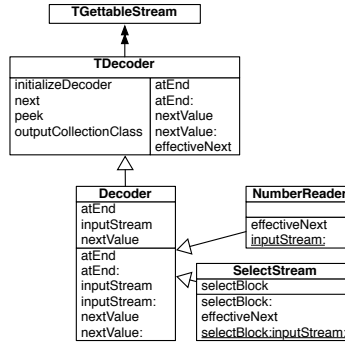 TGettableStream
TDecoder
initializeDecoder
next
peek
outputCollectionClass
atEnd
atEnd:
nextValue
nextValue:
effectiveNext
Decoder
atEnd
inputStream
nextValue
atEnd
atEnd:
inputStream
inputStream:
nextValue
nextValue:
NumberReader
effectiveNext
inputStream:
SelectStream
selectBlock
selectBlock:
effectiveNext
selectBlock:inputStream: